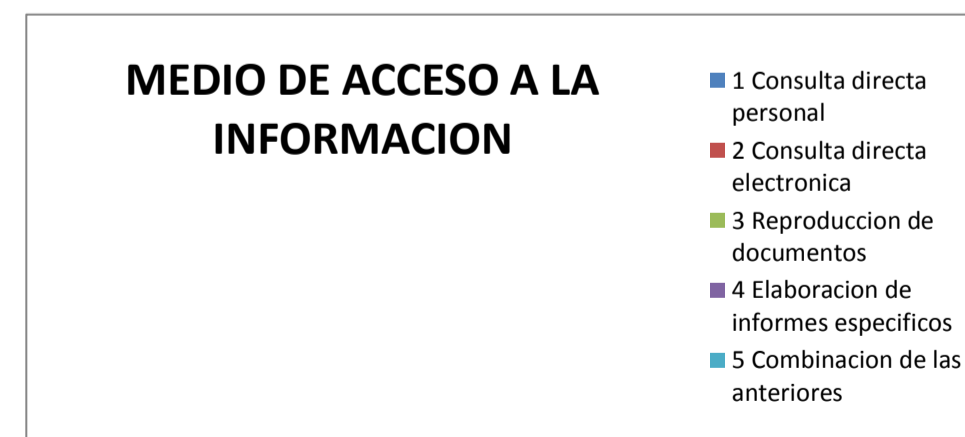 MEDIO DE ACCESO A LA
INFORMACION
1 Consulta directa
personal
2 Consulta directa
electronica
3 Reproduccion de
documentos
4 Elaboracion de
informes especificos
5 Combinacion de las
anteriores